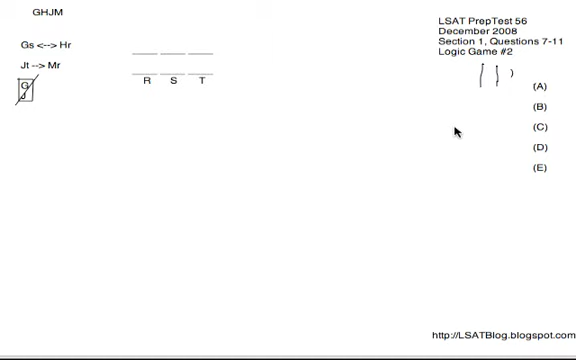 GHJM
LSAT PrepTest 56
December 2008
Section 1, Questions 7-11
Logic Game #2
Gs <--> Hr
Jt --> Mr
G
J
R S T
11)
(A)
(B)
(C)
(D)
(E)
http://LSATBlog.blogspot.com